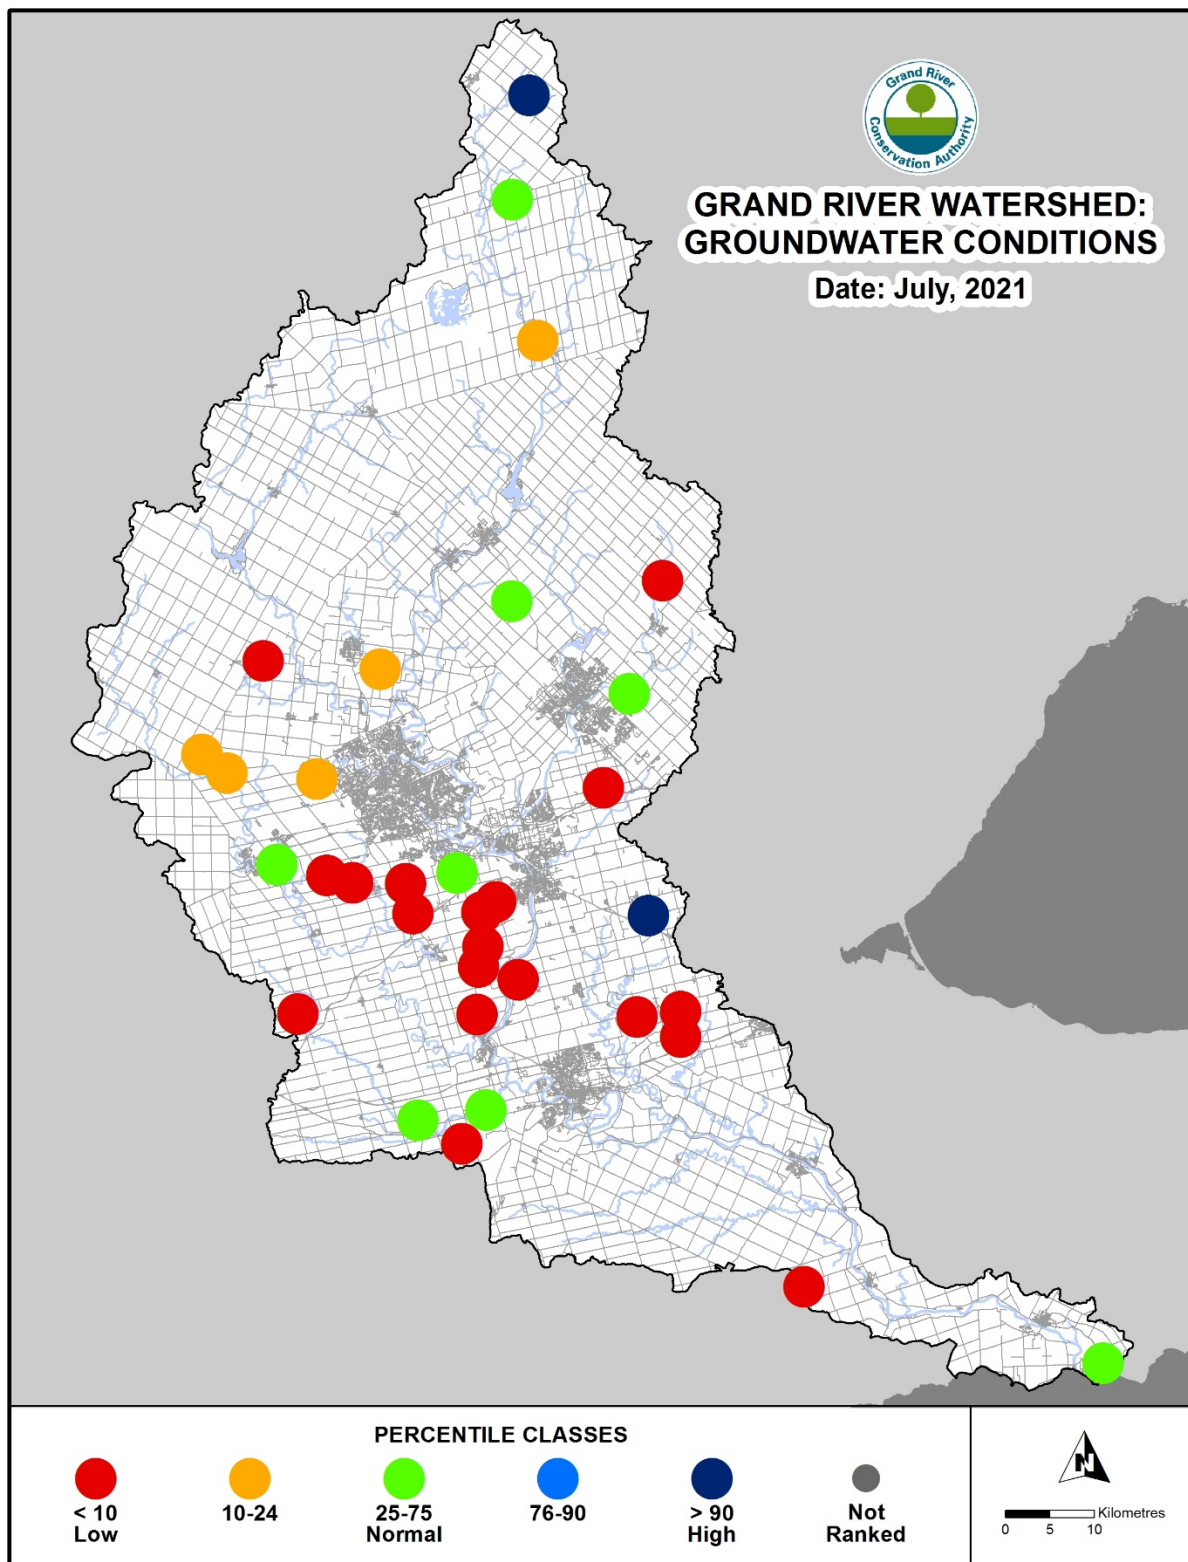 Grand River
Conservation Authority
GRAND RIVER WATERSHED:
GROUNDWATER CONDITIONS
Date: July, 2021
PERCENTILE CLASSES
< 10
Low
10-24
25-75
Normal
76-90
> 90
High
Not
Ranked
N
Kilometres
0 5 10